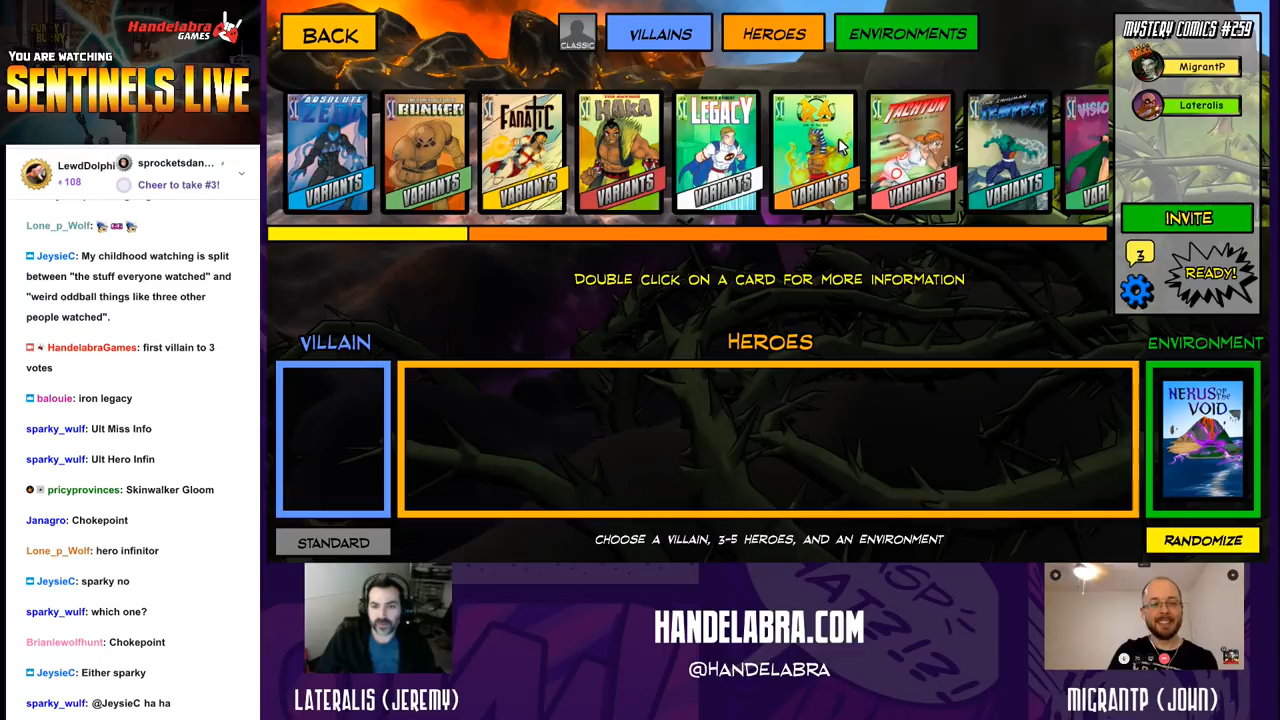 Handelabra
GAMES
YOU ARE WATCHING
SENTINELS LIVE
LewdDolphi
108
sprocketsdan...
Cheer to take #3!
Lone_p_Wolf:
JeysieC: My childhood watching is split
between "the stuff everyone watched" and
"weird oddball things like three other
people watched".
HandelabraGames: first villain to 3
votes
balouie: iron legacy
sparky_wulf: Ult Miss Info
sparky_wulf: Ult Hero Infin
pricyprovinces: Skinwalker Gloom
Janagro: Chokepoint
Lone_p_Wolf: hero infinitor
JeysieC: sparky no
sparky_wulf: which one?
Brianlewolfhunt: Chokepoint
JeysieC: Either sparky
sparky_wulf: @JeysieC ha ha
BACK
CLASSIC
VILLAINS
HEROES
ENVIRONMENTS
ABSOLUTE
ZERO
VARIANTS
BUNKER
VARIANTS
FANATIC
VARIANTS
HAKA
VARIANTS
LEGACY
VARIANTS
RA
VARIANTS
TACHYON
VARIANTS
TEMPEST
VARIANTS
VISIO
VARIAN
MYSTERY COMICS #259
MigrantP
Lateralis
INVITE
3
READY!
DOUBLE CLICK ON A CARD FOR MORE INFORMATION
VILLAIN
HEROES
ENVIRONMENT
NEXUS OF THE
VOID
STANDARD
CHOOSE A VILLAIN, 3-5 HEROES, AND AN ENVIRONMENT
RANDOMIZE
HANDELABRA.COM
@HANDELABRA
LATERALIS (JEREMY)
MIGRANTP (JOHN)